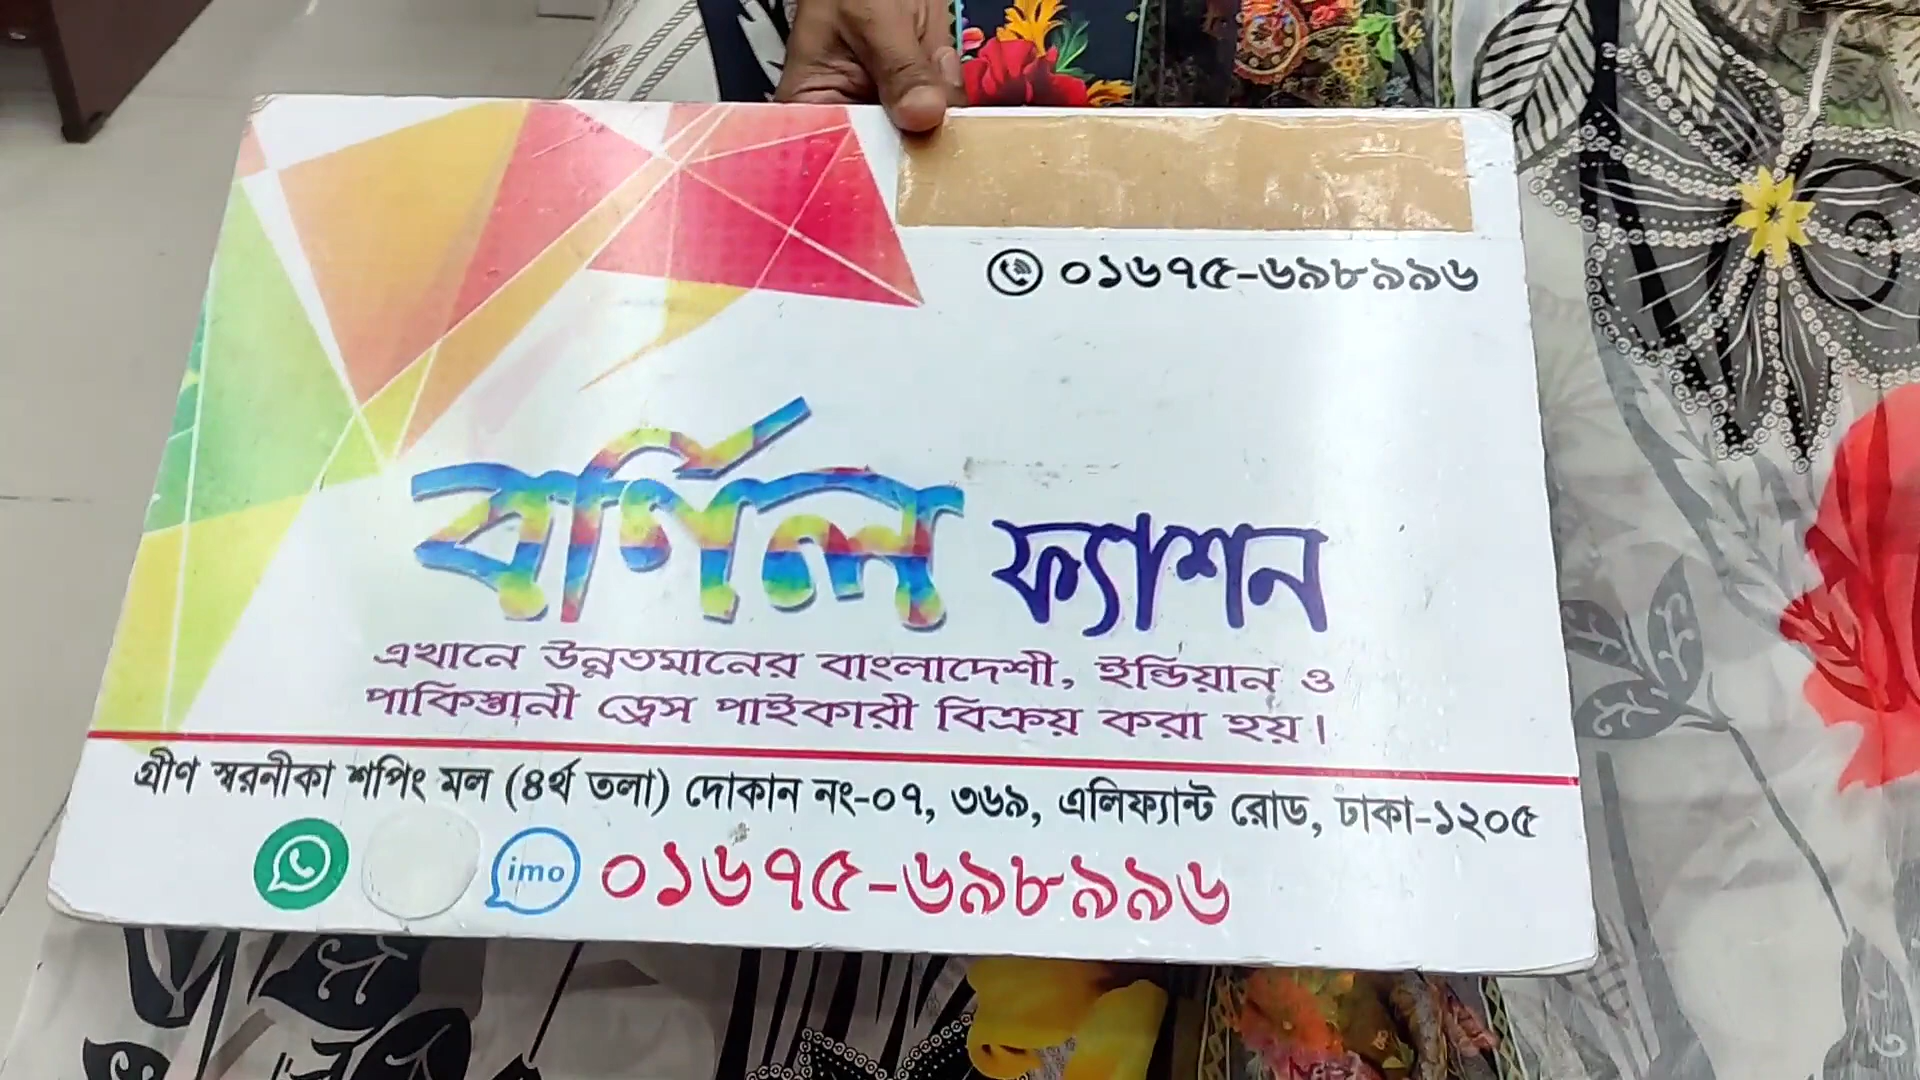 ০১৬৭৫-৬৯৮৯৯৬
বর্ণিল ফ্যাশন
এখানে উন্নতমানের বাংলাদেশী, ইন্ডিয়ান ও
পাকিস্তানী ড্রেস পাইকারী বিক্রয় করা হয়।
গ্রীণ স্বরনীকা শপিং মল (৪র্থ তলা) দোকান নং-০৭, ৩৬৯, এলিফ্যান্ট রোড, ঢাকা-১২০৫
imo ০১৬৭৫-৬৯৮৯৯৬